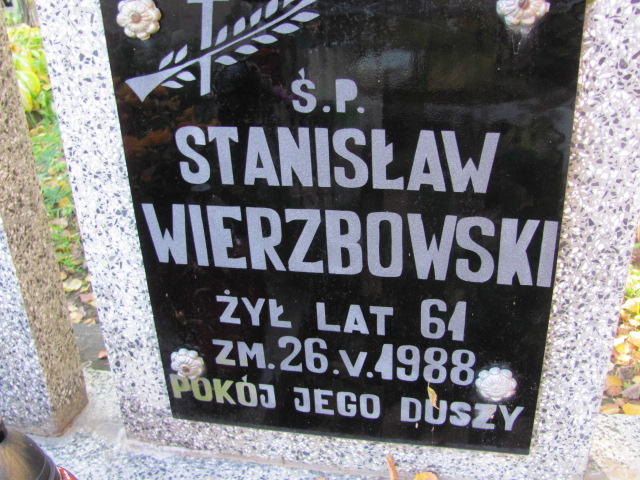 Ś.P.
STANISŁAW
WIERZBOWSKI
ŻYŁ LAT 61
ZM. 26.V.1988
POKÓJ JEGO DUSZY